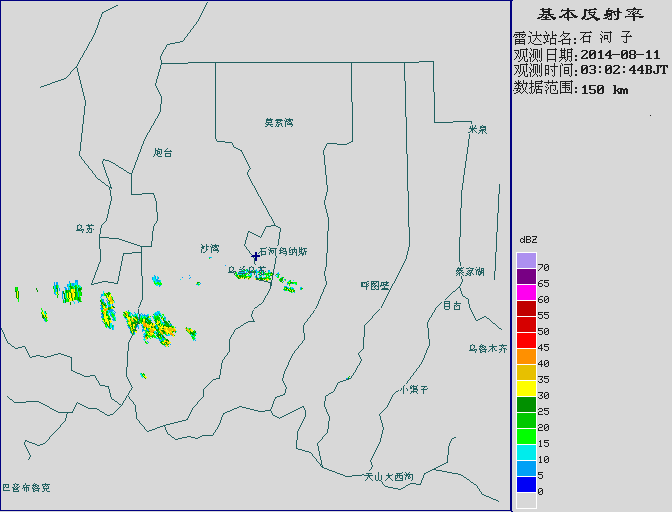 基本反射率
雷达站名:石 河 子
观测日期:2014-08-11
观测时间:03:02:44BJT
数据范围:150 km
莫索湾
米泉
炮台
乌苏
沙湾
石河玛纳斯
乌兰乌苏
呼图壁
蔡家湖
昌台
乌鲁木齐
小渠子
天山大西沟
巴音布鲁克
dBZ
70
65
60
55
50
45
40
35
30
25
20
15
10
5
0